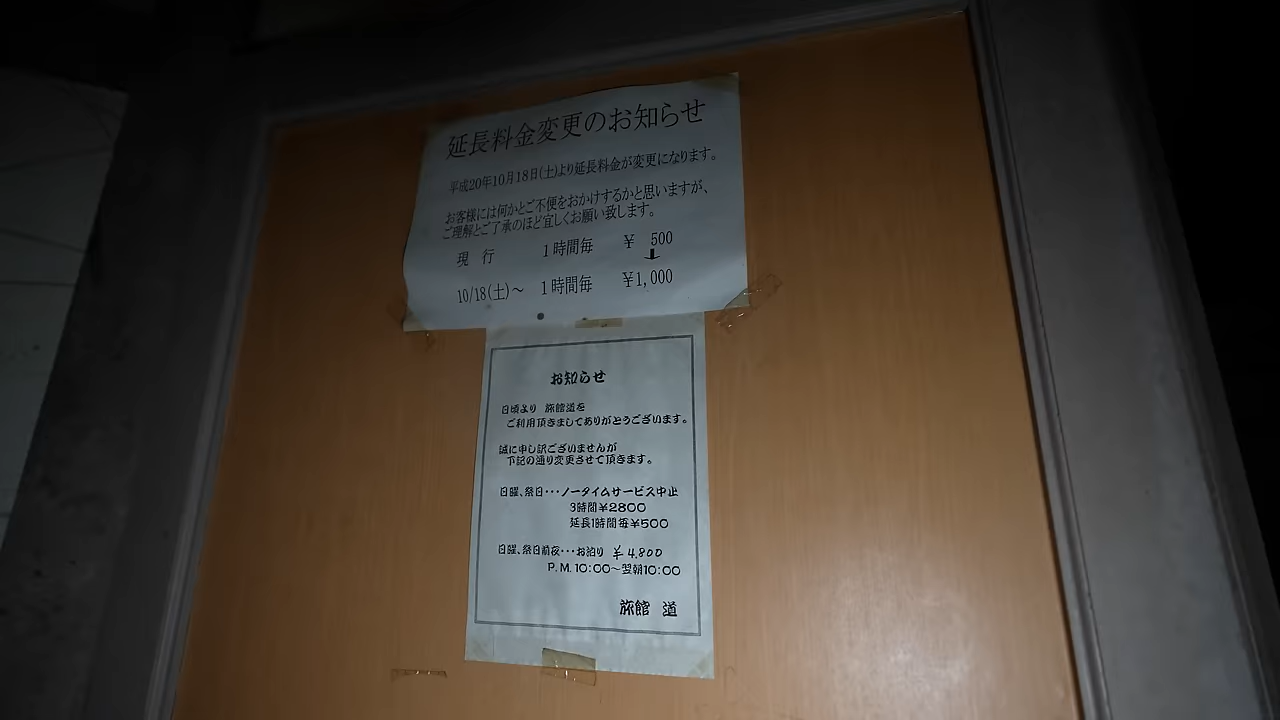 延長料金変更のお知らせ
平成20年10月18日(土)より延長料金が変更になります。
お客様には何かとご不便をおかけするかと思いますが、
ご理解とご了承のほど宜しくお願い致します。
現 行 1時間毎 ¥ 500
10/18(土)～ 1時間毎 ¥1,000
お知らせ
日頃より 旅館道を
ご利用頂きましてありがとうございます。
誠に申し訳ございませんが
下記の通り変更させて頂きます。
日曜、祭日･･･ノータイムサービス中止
3時間¥2800
延長1時間毎¥500
日曜、祭日前夜･･･お泊り ¥4,800
P.M.10:00～翌朝10:00
旅館 道